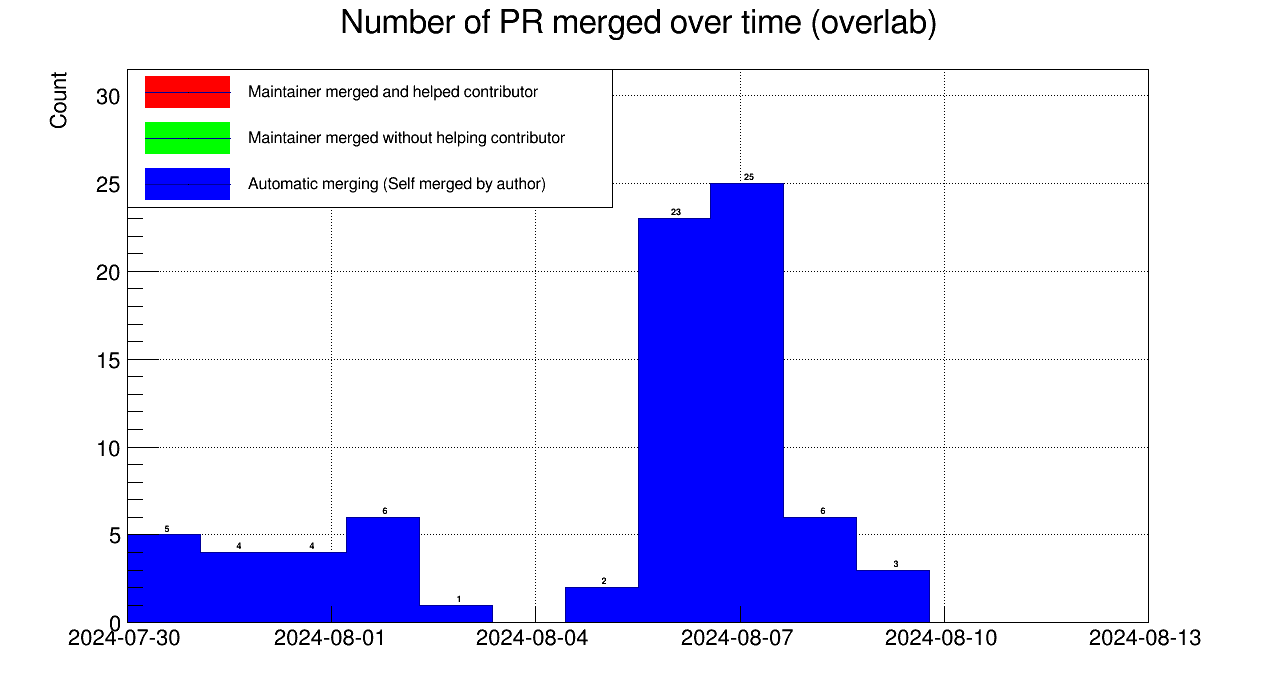 Number of PR merged over time (overlab)
Count
30
25
20
15
10
5
0
Maintainer merged and helped contributor
Maintainer merged without helping contributor
Automatic merging (Self merged by author)
5
4
4
6
1
2
23
25
6
3
2024-07-30 2024-08-01 2024-08-04 2024-08-07 2024-08-10 2024-08-13